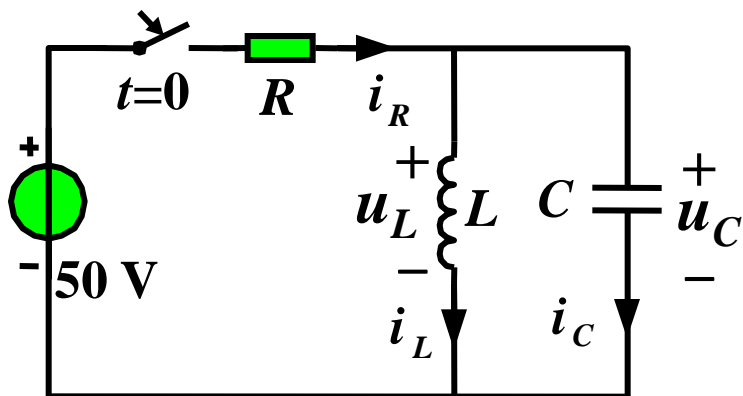 t=0
R
i_R
+
+
+
u_L
L
C
u_C
-
50 V
-
-
i_L
i_C